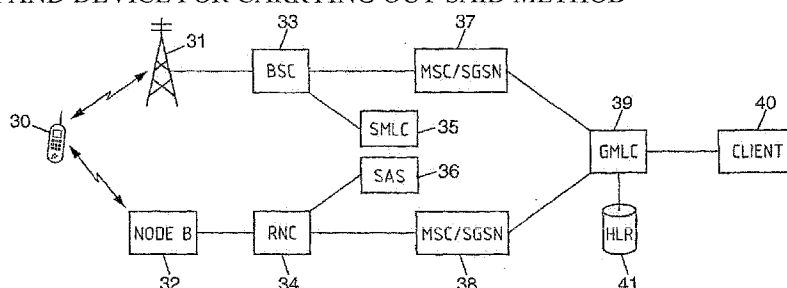 AND DEVICE FOR CARRYING OUT SAID METHOD
31 33 37
BSC MSC/SGSN
30 39 40
SMLC 35 GMLC CLIENT
SAS 36
NODE B RNC MSC/SGSN HLR
32 34 38 41